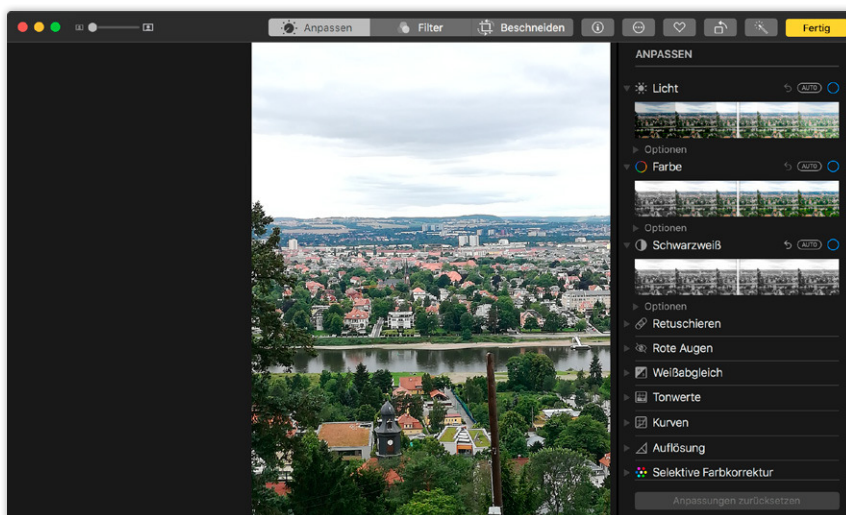 Anpassen
Filter
Beschneiden
Fertig
ANPASSEN
Licht
AUTO
Optionen
Farbe
AUTO
Optionen
Schwarzweiß
AUTO
Optionen
Retuschieren
Rote Augen
Weißabgleich
Tonwerte
Kurven
Auflösung
Selektive Farbkorrektur
Anpassungen zurücksetzen